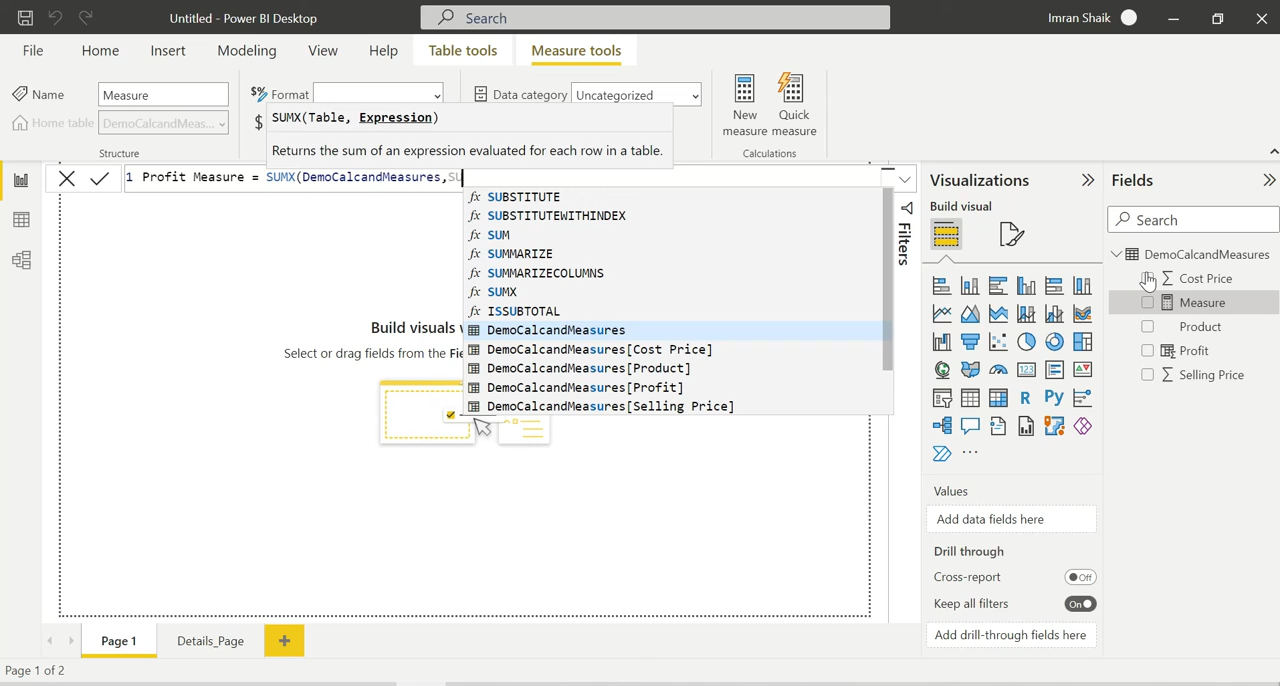 Untitled - Power BI Desktop
Search
Imran Shaik
File
Home
Insert
Modeling
View
Help
Table tools
Measure tools
Name
Measure
Home table
DemoCalcandMeas...
Structure
Format
Data category
Uncategorized
New measure
Quick measure
Calculations
SUMX(Table, Expression)
Returns the sum of an expression evaluated for each row in a table.
1 Profit Measure = SUMX(DemoCalcandMeasures,SU
SUBSTITUTE
SUBSTITUTEWITHINDEX
SUM
SUMMARIZE
SUMMARIZECOLUMNS
SUMX
ISSUBTOTAL
DemoCalcandMeasures
DemoCalcandMeasures[Cost Price]
DemoCalcandMeasures[Product]
DemoCalcandMeasures[Profit]
DemoCalcandMeasures[Selling Price]
Build visuals
Select or drag fields from the
Filters
Visualizations
Build visual
Values
Add data fields here
Drill through
Cross-report
Off
Keep all filters
On
Add drill-through fields here
Fields
Search
DemoCalcandMeasures
Cost Price
Measure
Product
Profit
Selling Price
Page 1
Details_Page
Page 1 of 2